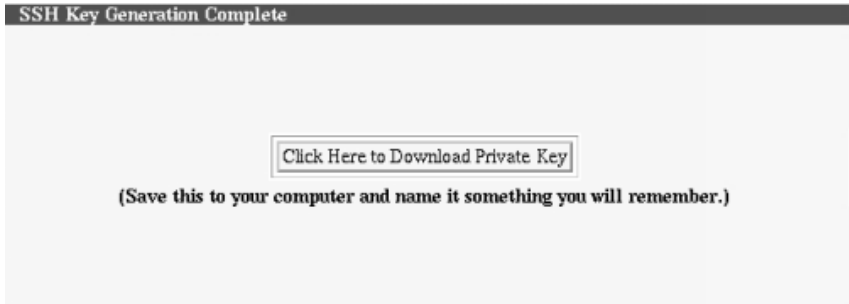 SSH Key Generation Complete
Click Here to Download Private Key
(Save this to your computer and name it something you will remember.)